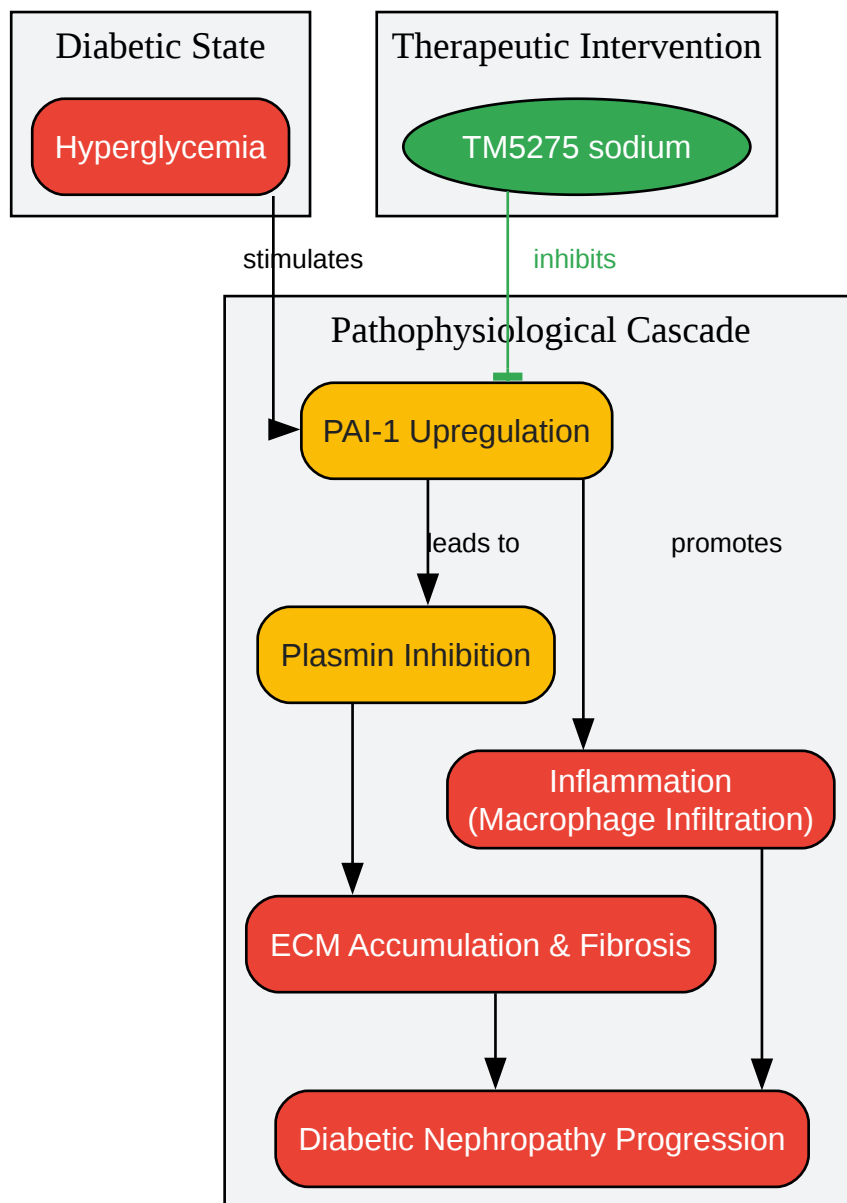 Diabetic State
Therapeutic Intervention
Hyperglycemia
TM5275 sodium
stimulates
inhibits
Pathophysiological Cascade
PAI-1 Upregulation
leads to
promotes
Plasmin Inhibition
Inflammation
(Macrophage Infiltration)
ECM Accumulation & Fibrosis
Diabetic Nephropathy Progression